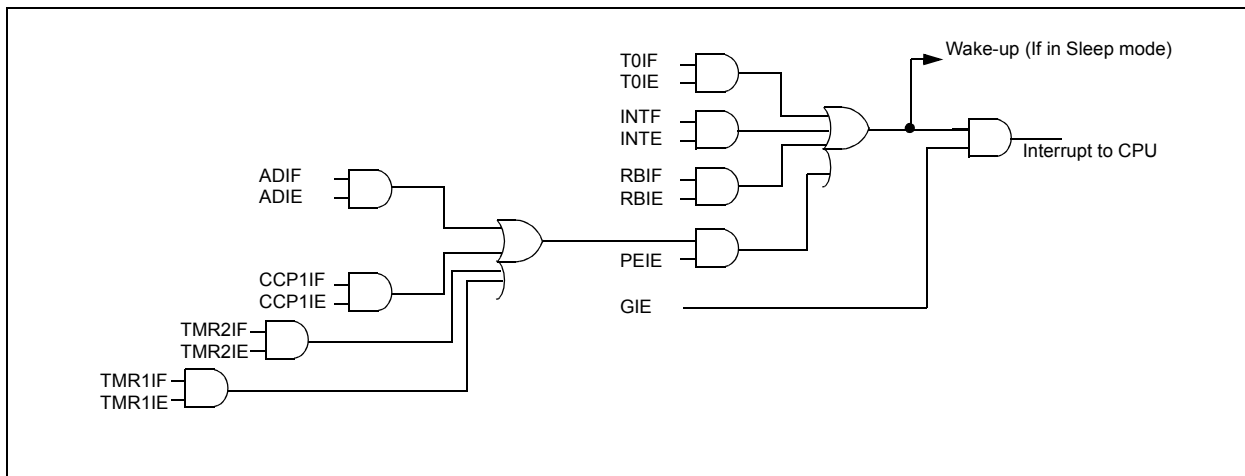 Wake-up (If in Sleep mode)
T0IF
T0IE
INTF
INTE
Interrupt to CPU
RBIF
RBIE
ADIF
ADIE
PEIE
CCP1IF
CCP1IE
GIE
TMR2IF
TMR2IE
TMR1IF
TMR1IE